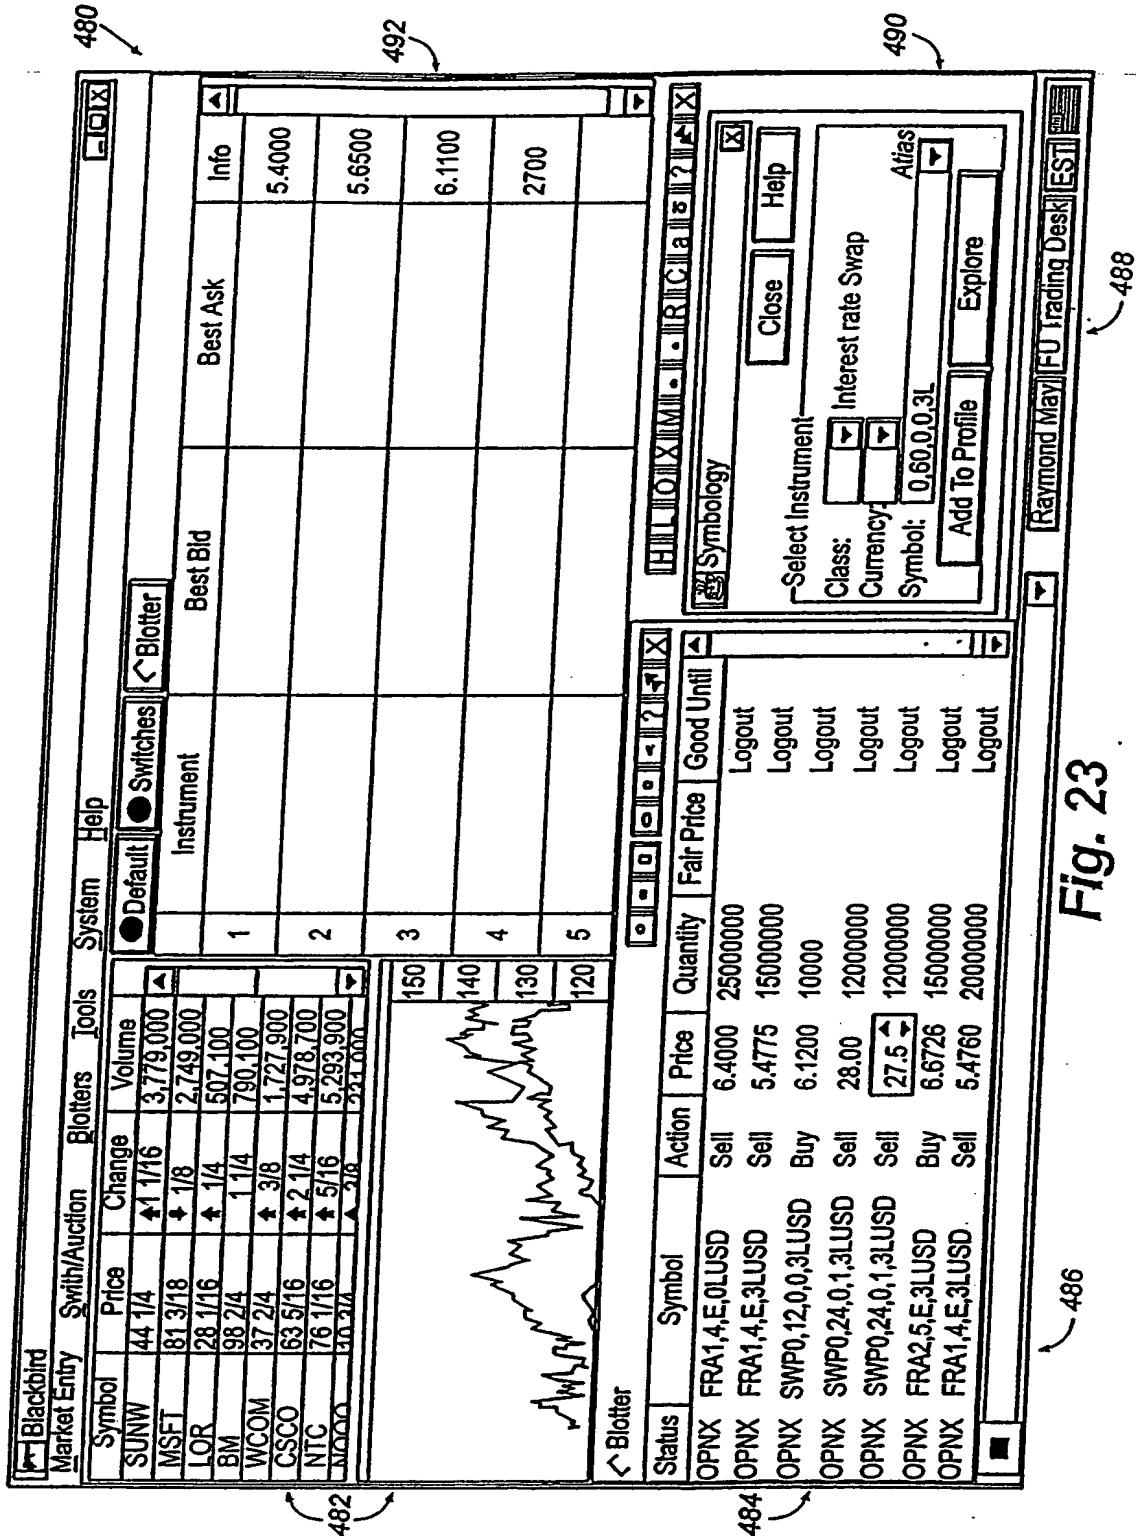 480
Blackbird
Market Entry Swith/Auction Blotters Tools System Help
Symbol Price Change Volume
SUNW 44 1/4 1 1/16 3,779,000
MSFT 81 3/18 1/8 2,749,000
LOR 28 1/16 1/4 507,100
BM 98 2/4 1 1/4 790,100
WCOM 37 2/4 3/8 1,727,900
CSCO 63 5/16 2 1/4 4,978,700
NTC 76 1/16 5/16 5,293,900
482
150
140
130
120
Default Switches Blotter
Instrument Best Bid Best Ask Info
1 5.4000
2 5.6500
3 6.1100
4 2700
5
492
Blotter
Status Symbol Action Price Quantity Fair Price Good Until
OPNX FRA1,4,E,0LUSD Sell 6.4000 25000000 Logout
OPNX FRA1,4,E,3LUSD Sell 5.4775 15000000 Logout
OPNX SWP0,12,0,0,3LUSD Buy 6.1200 10000 Logout
OPNX SWP0,24,0,1,3LUSD Sell 28.00 12000000 Logout
OPNX SWP0,24,0,1,3LUSD Sell 27.5 12000000 Logout
OPNX FRA2,5,E,3LUSD Buy 6.6726 15000000 Logout
OPNX FRA1,4,E,3LUSD Sell 5.4760 20000000 Logout
484
H L O X M R C a ? X
Symbology X
Close Help
Select Instrument
Class: Interest rate Swap
Currency:
Symbol: 0,60,0,0,3L Atlas
Add To Profile Explore
490
Raymond May FU Trading Desk EST
486
488
Fig. 23